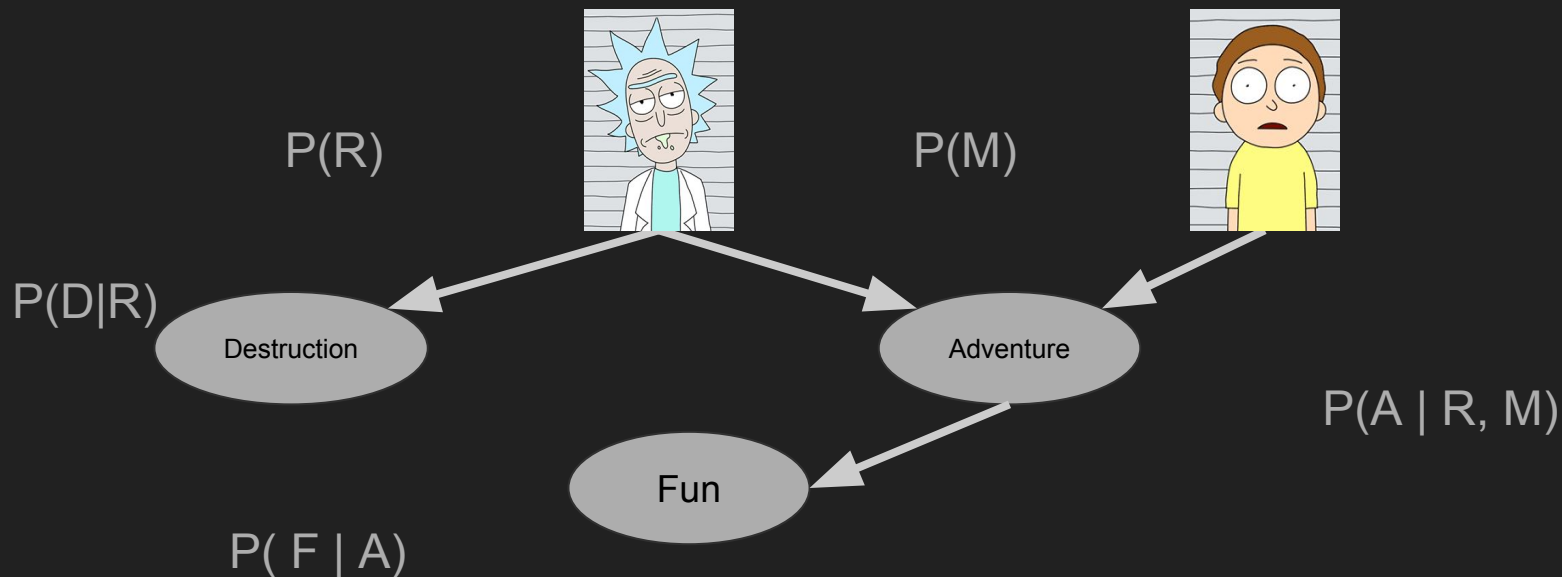 P(R)
P(M)
P(D|R)
Destruction
Adventure
P(A | R, M)
Fun
P( F | A)